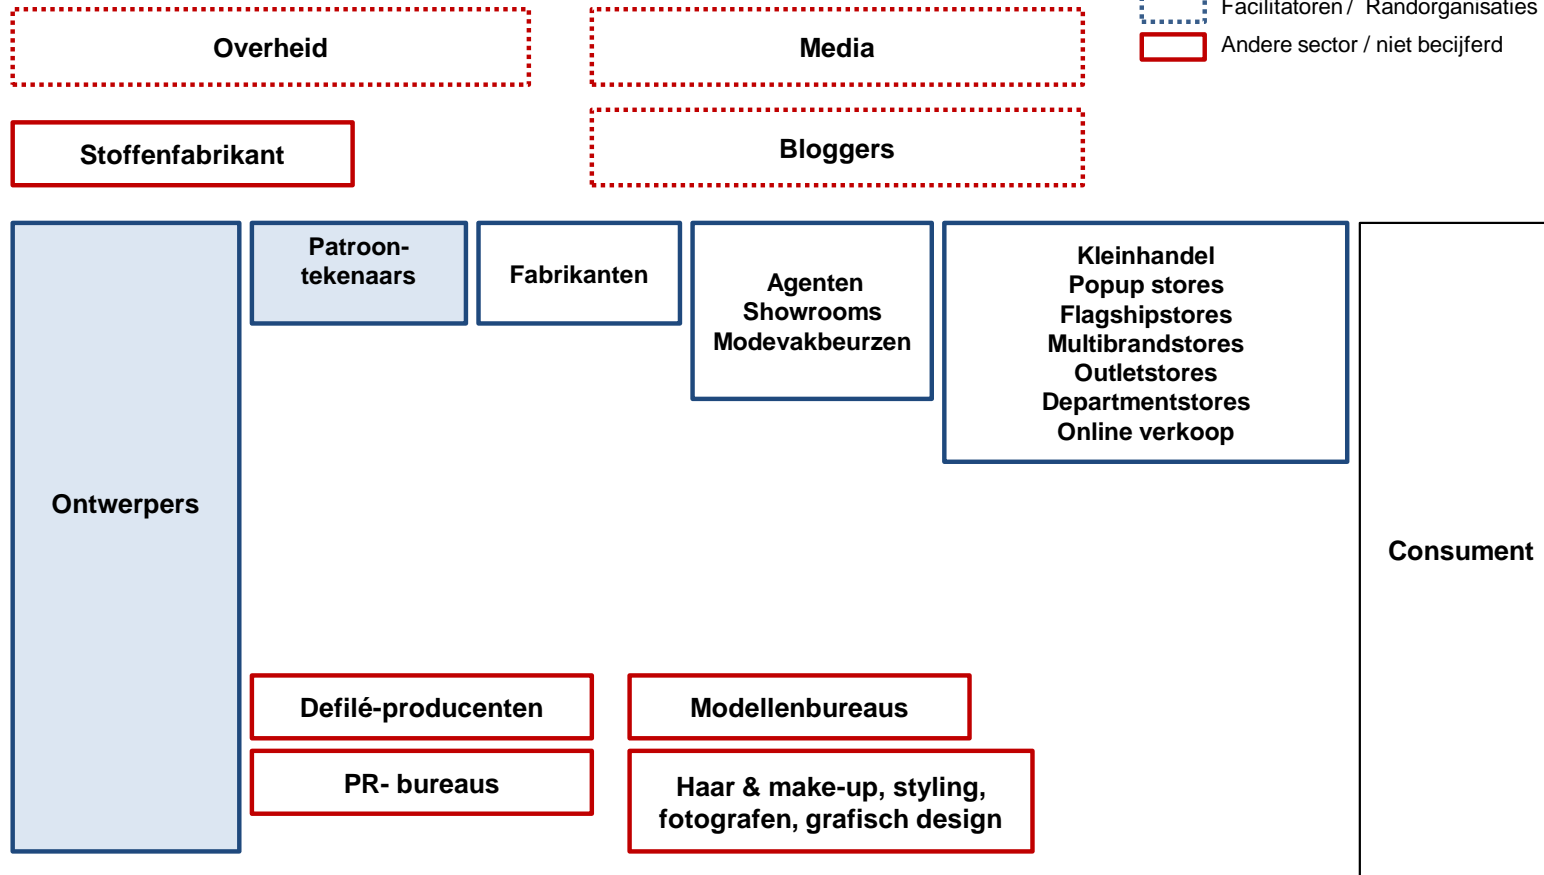 Facilitatoren / Randorganisaties
Andere sector / niet becijferd
Overheid
Media
Stoffenfabrikant
Bloggers
Ontwerpers
Patroon-
tekenaars
Fabrikanten
Agenten
Showrooms
Modevakbeurzen
Kleinhandel
Popup stores
Flagshipstores
Multibrandstores
Outletstores
Departmentstores
Online verkoop
Consument
Defilé-producenten
Modellenbureaus
PR- bureaus
Haar & make-up, styling,
fotografen, grafisch design